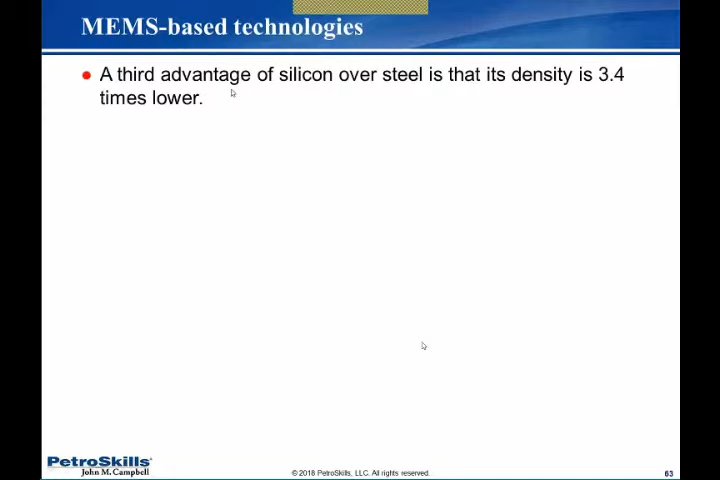 MEMS-based technologies
A third advantage of silicon over steel is that its density is 3.4
times lower.
PetroSkills®
John M. Campbell
© 2018 PetroSkills, LLC. All rights reserved.
63